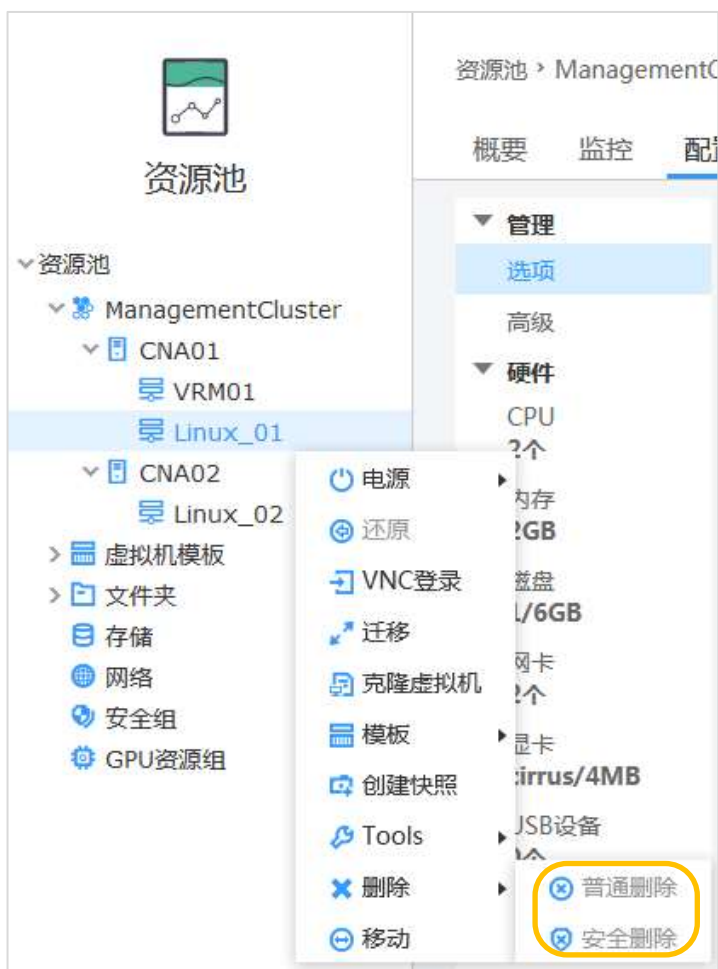 资源池
资源池
ManagementCluster
CNA01
VRM01
Linux_01
CNA02
Linux_02
虚拟机模板
文件夹
存储
网络
安全组
GPU资源组
资源池 › ManagementC
概要 监控 配
管理
选项
高级
硬件
CPU
2个
内存
2GB
磁盘
1/6GB
网卡
2个
显卡
cirrus/4MB
USB设备
电源
还原
VNC登录
迁移
克隆虚拟机
模板
创建快照
Tools
删除
移动
普通删除
安全删除